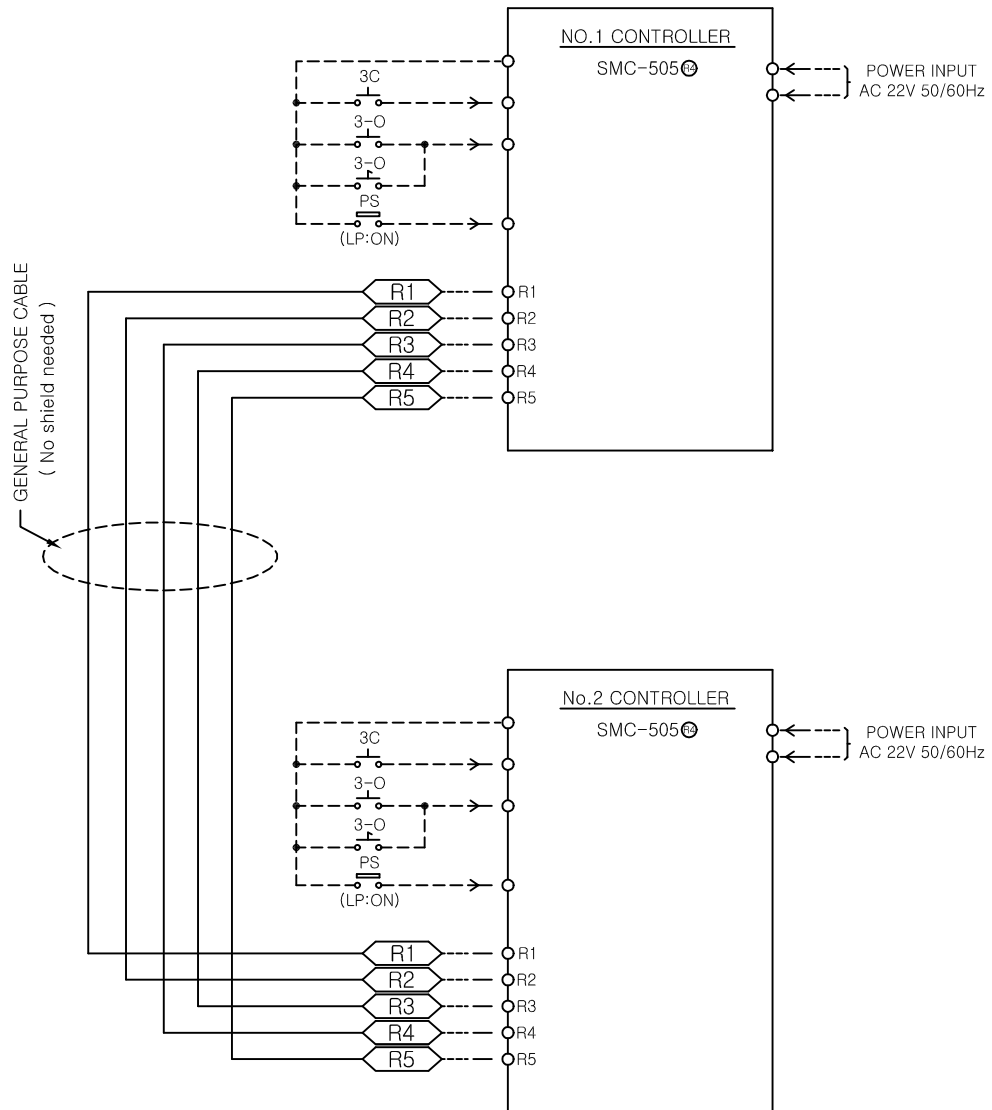 NO.1 CONTROLLER
SMC-505 R4
POWER INPUT
AC 22V 50/60Hz
3C
3-O
3-O
PS
(LP:ON)
R1 R1
R2 R2
R3 R3
R4 R4
R5 R5
GENERAL PURPOSE CABLE
( No shield needed )
No.2 CONTROLLER
SMC-505 R4
POWER INPUT
AC 22V 50/60Hz
3C
3-O
3-O
PS
(LP:ON)
R1 R1
R2 R2
R3 R3
R4 R4
R5 R5